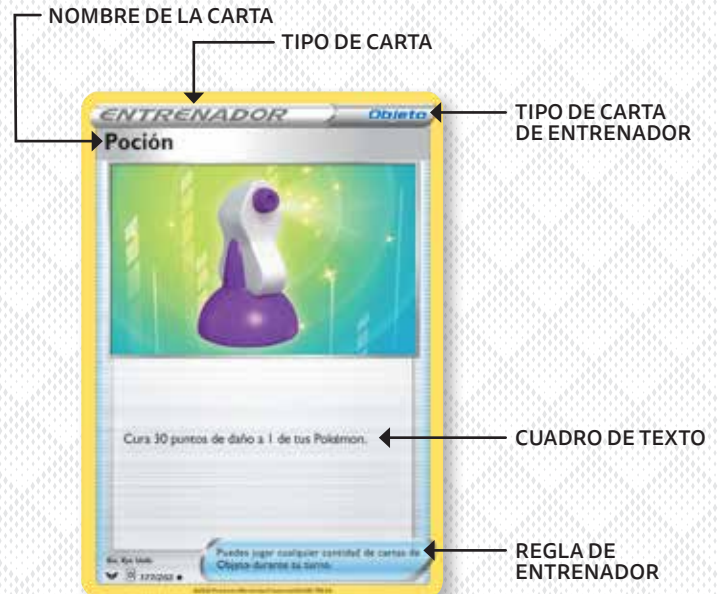 NOMBRE DE LA CARTA
TIPO DE CARTA
ENTRENADOR
Objeto
TIPO DE CARTA
DE ENTRENADOR
Poción
Cura 30 puntos de daño a 1 de tus Pokémon.
CUADRO DE TEXTO
Puedes jugar cualquier cantidad de cartas de
Objeto durante tu turno.
REGLA DE
ENTRENADOR
177/202